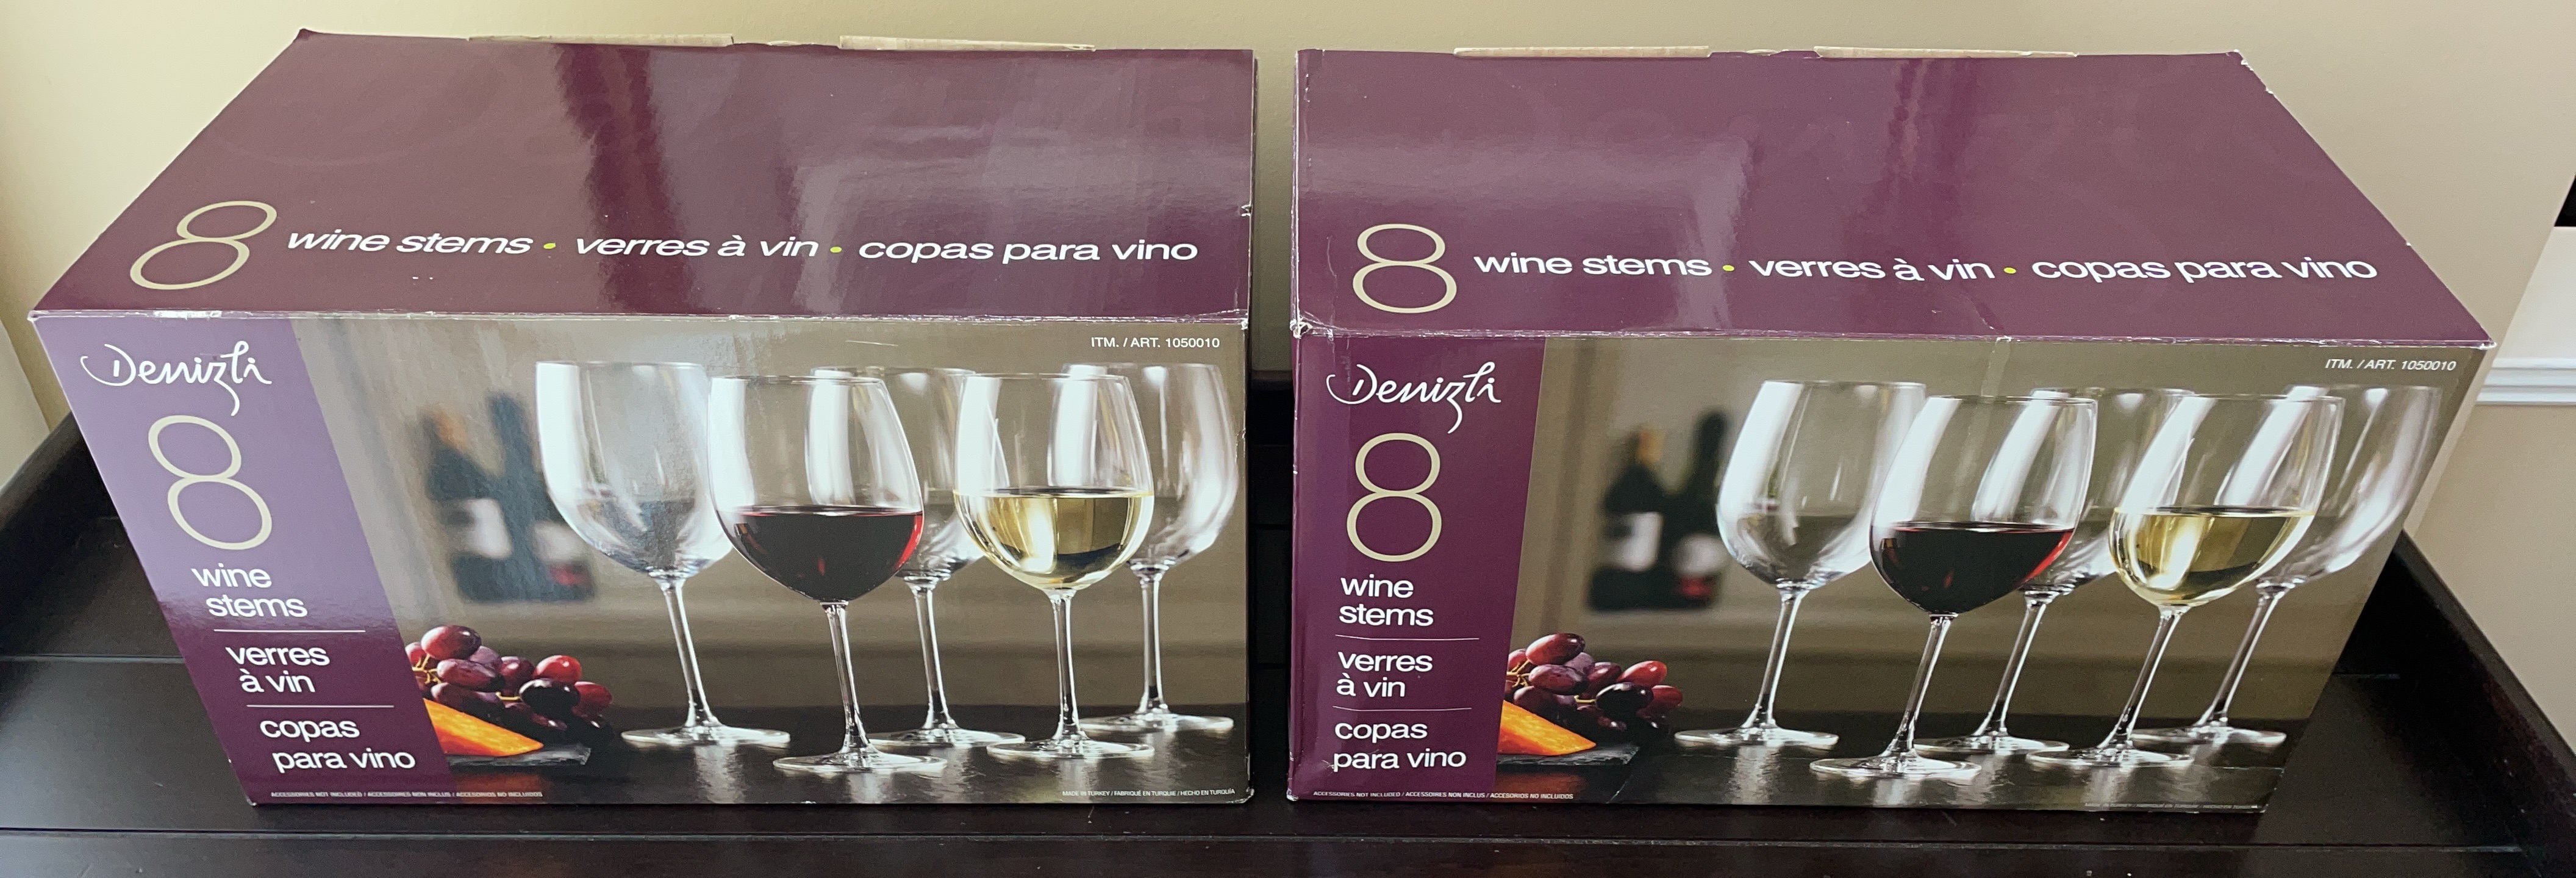 8 wine stems • verres à vin • copas para vino
ITM. / ART. 1050010
Denizli
8
wine
stems
verres
à vin
copas
para vino
ACCESSORIES NOT INCLUDED / ACCESSOIRES NON INCLUS / ACCESORIOS NO INCLUIDOS
MADE IN TURKEY / FABRIQUÉ EN TURQUIE / HECHO EN TURQUÍA
8 wine stems • verres à vin • copas para vino
ITM. / ART. 1050010
Denizli
8
wine
stems
verres
à vin
copas
para vino
ACCESSORIES NOT INCLUDED / ACCESSOIRES NON INCLUS / ACCESORIOS NO INCLUIDOS